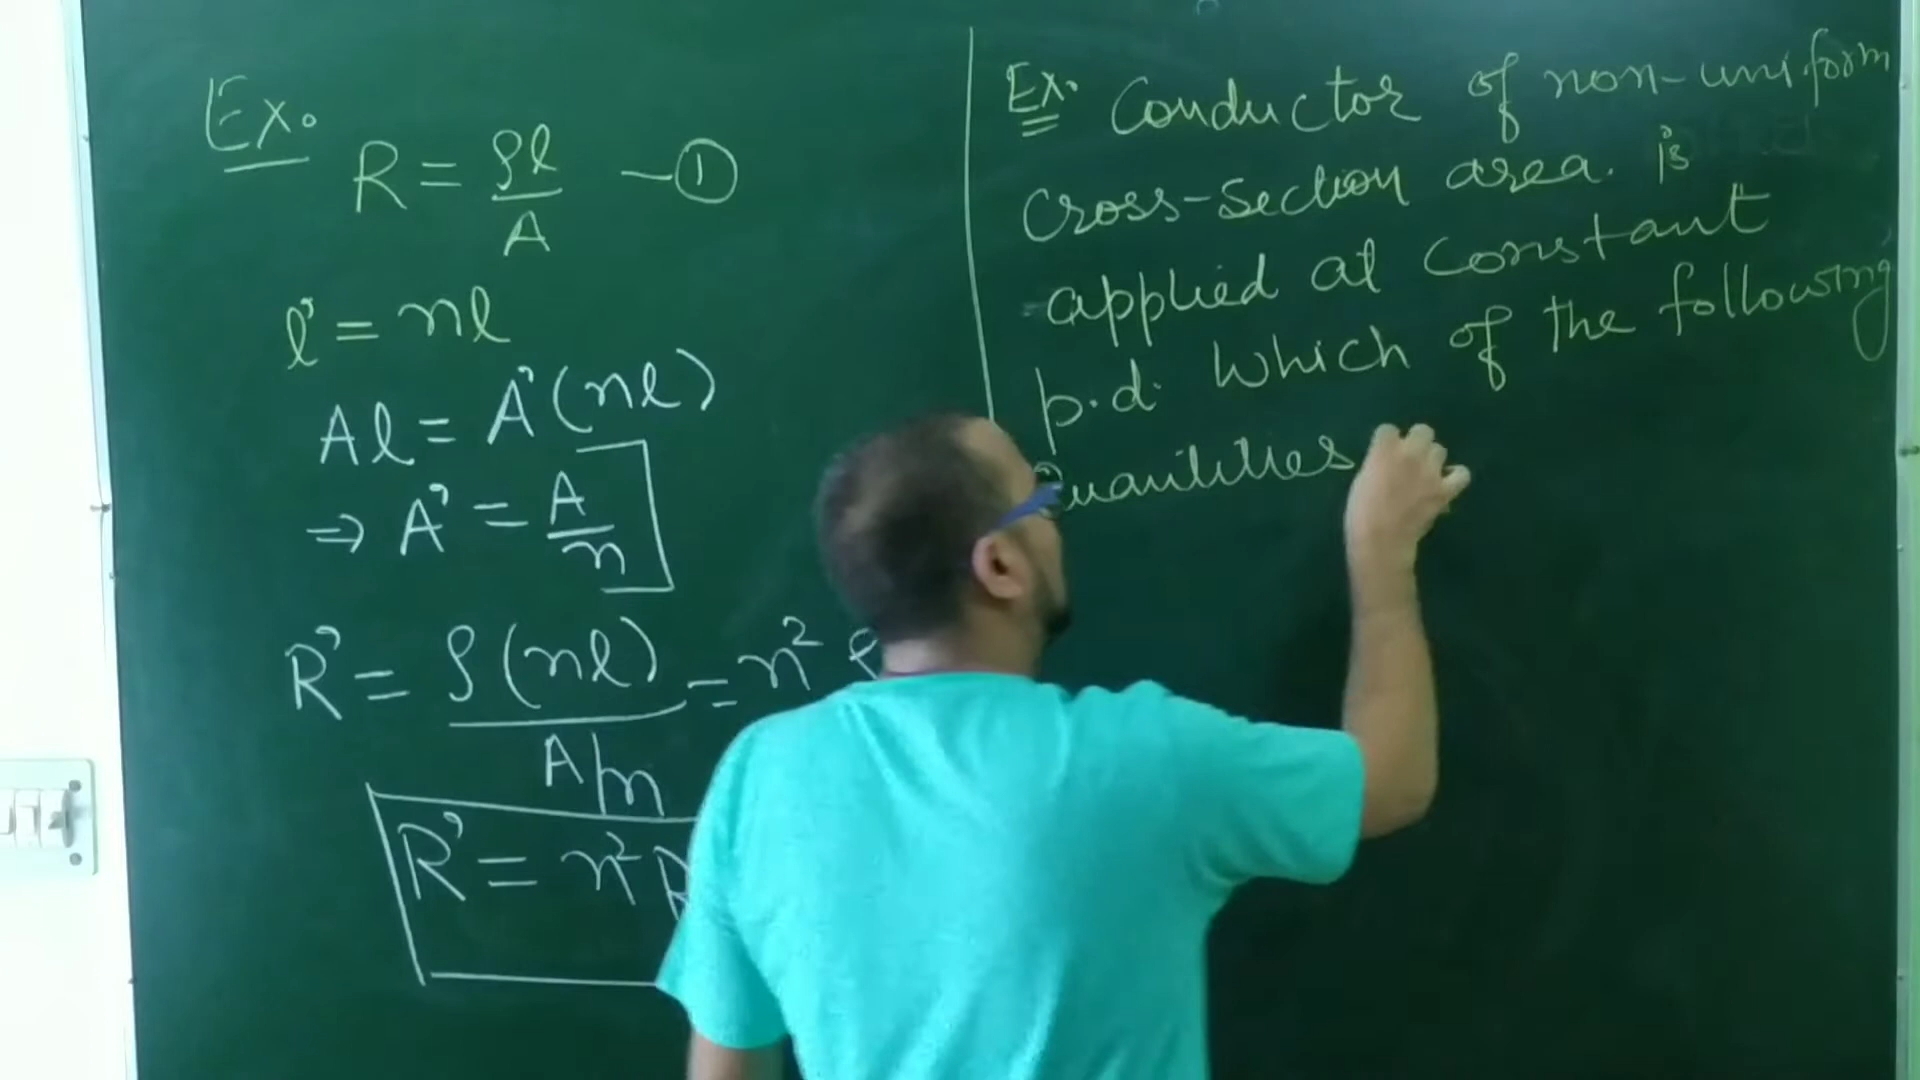 Ex.
R = ρl/A —①
l' = nl
Al = A'(nl)
⇒ A' = A/n
R' = ρ(nl)/A/n = n² ρ
R' = n²R
Ex. Conductor of non-uniform
cross-section area. is
applied at constant
p.d. Which of the following
Quantities